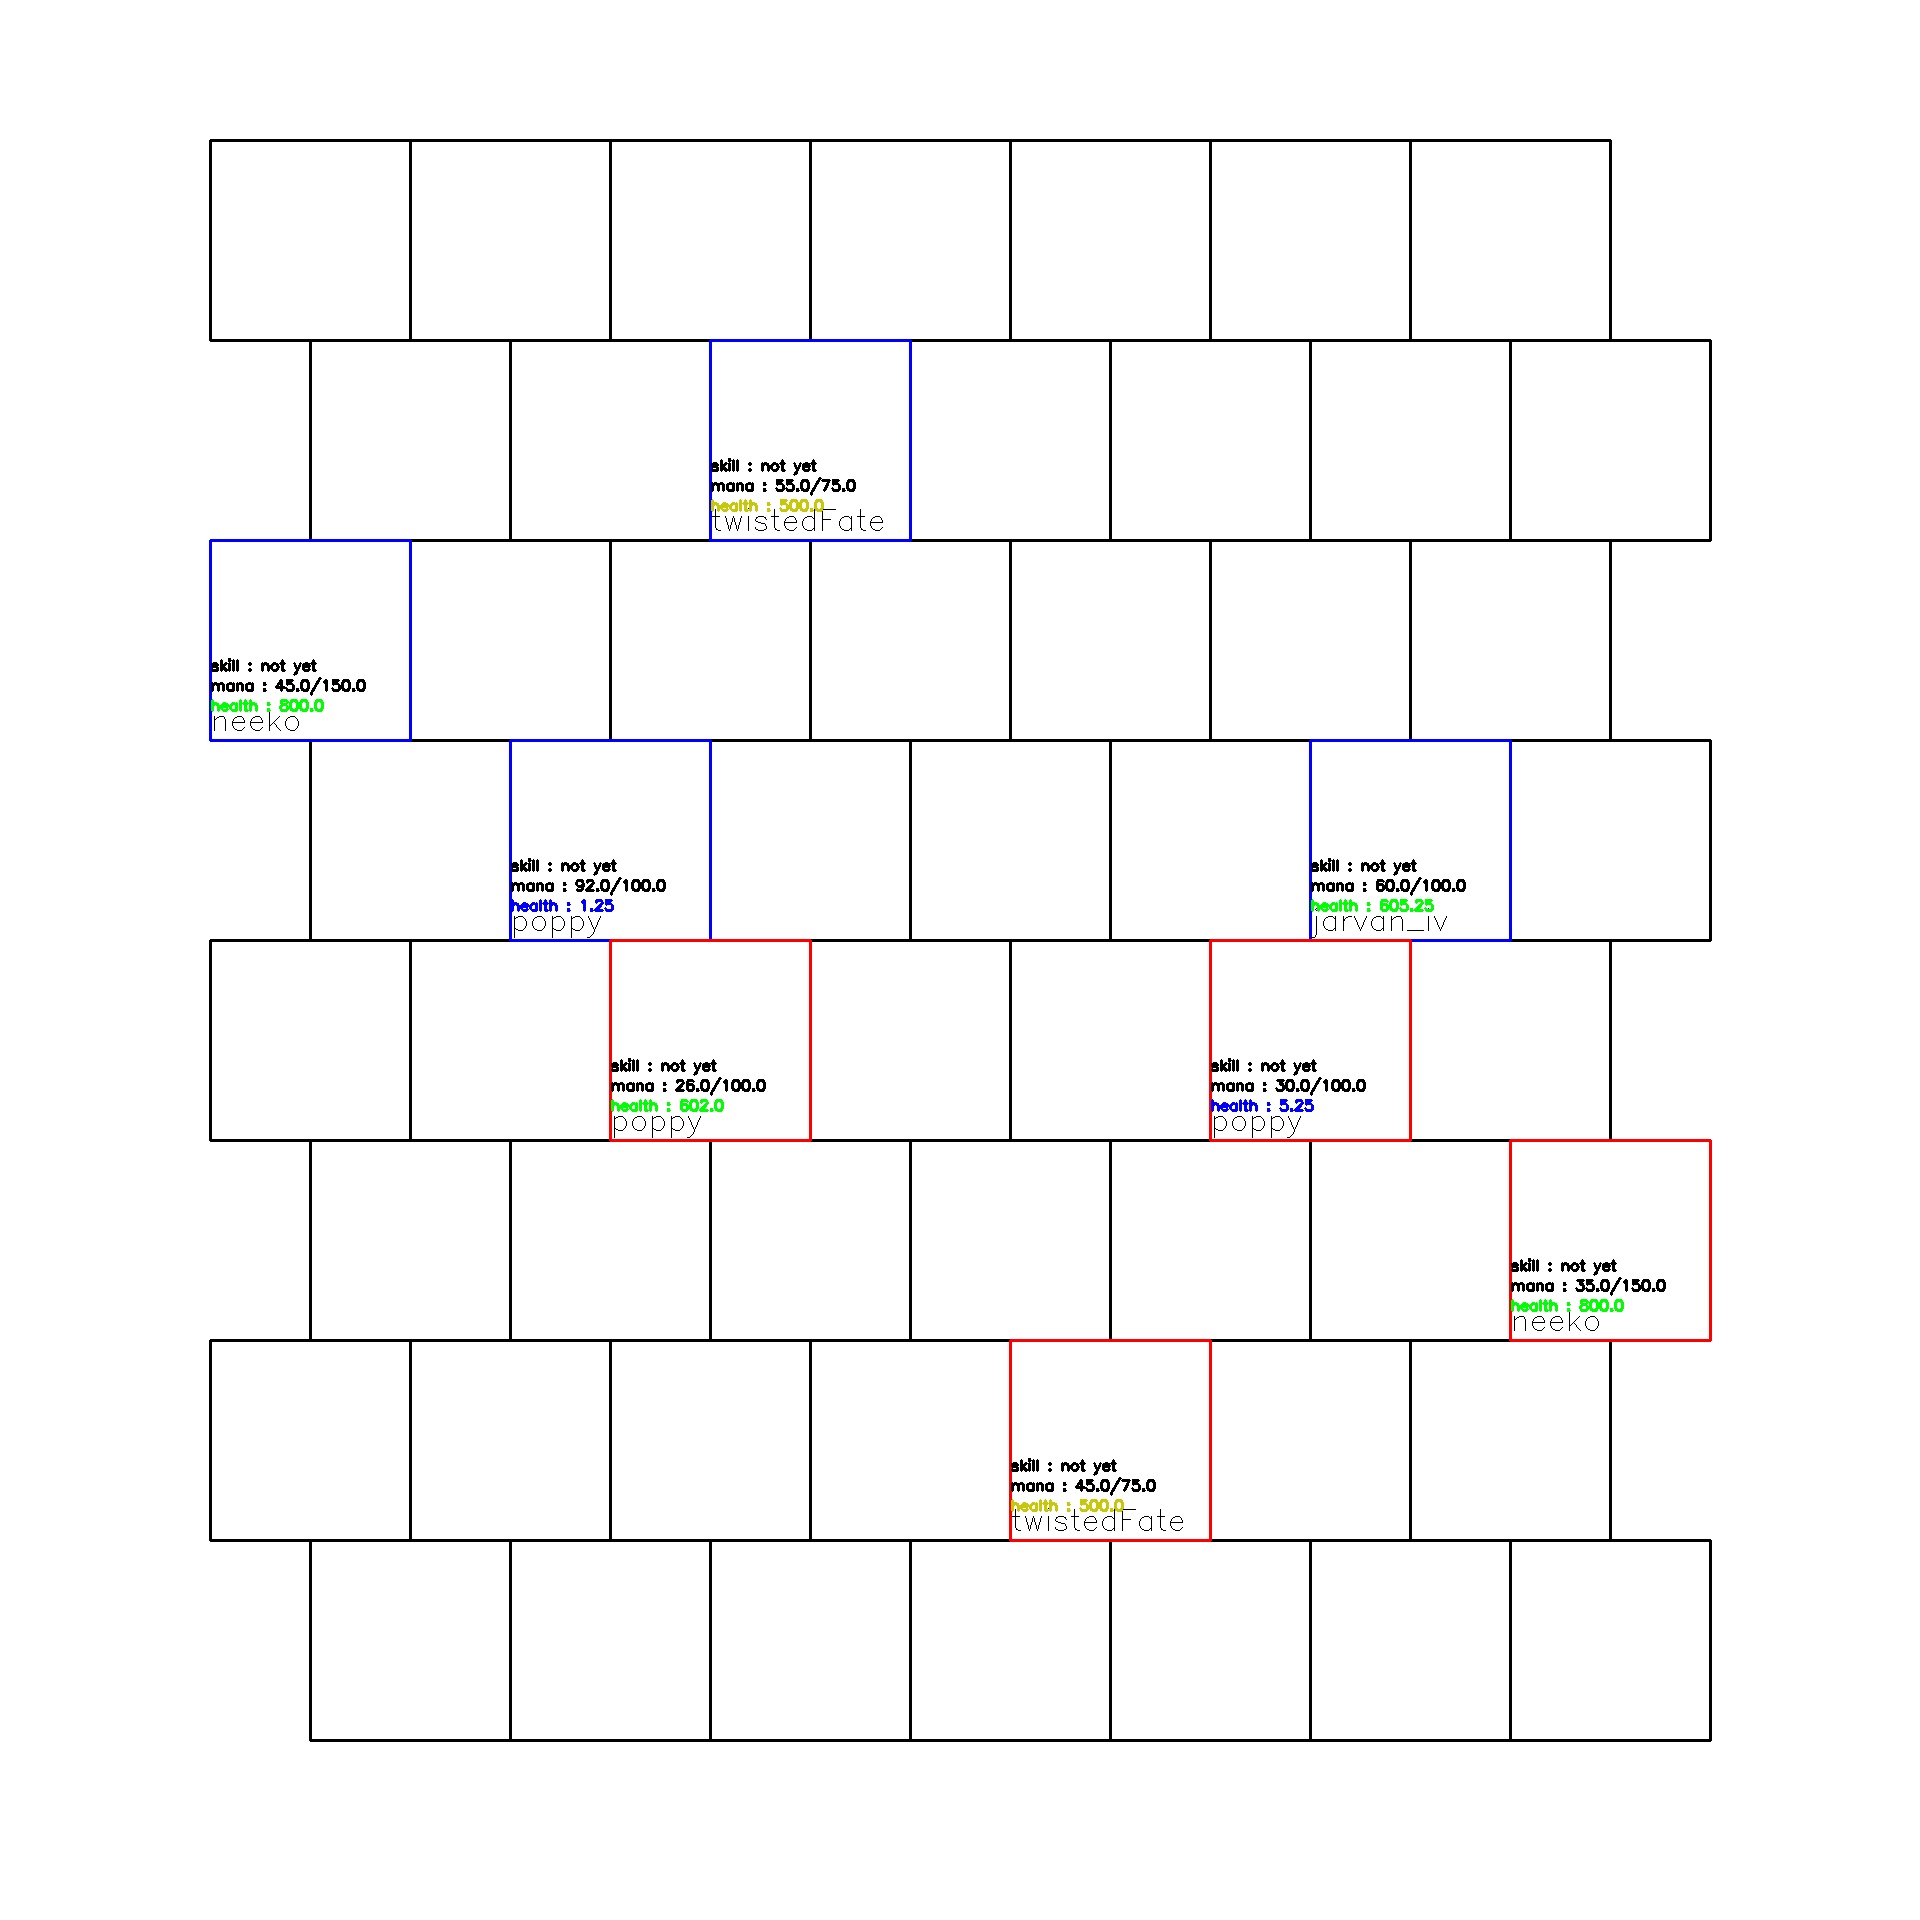 skill : not yet
mana : 55.0/75.0
health : 500.0
twistedFate
skill : not yet
mana : 45.0/150.0
health : 800.0
neeko
skill : not yet
mana : 92.0/100.0
health : 1.25
poppy
skill : not yet
mana : 60.0/100.0
health : 605.25
jarvan_iv
skill : not yet
mana : 26.0/100.0
health : 602.0
poppy
skill : not yet
mana : 30.0/100.0
health : 5.25
poppy
skill : not yet
mana : 35.0/150.0
health : 800.0
neeko
skill : not yet
mana : 45.0/75.0
health : 500.0
twistedFate